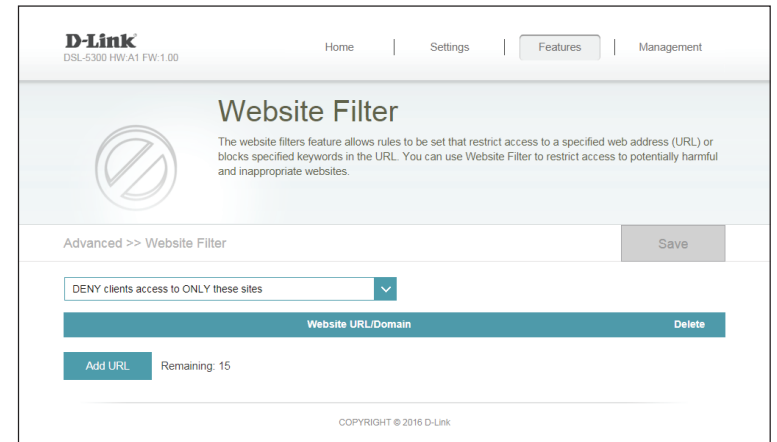 D-Link
DSL-5300 HW:A1 FW:1.00
Home
Settings
Features
Management
Website Filter
The website filters feature allows rules to be set that restrict access to a specified web address (URL) or
blocks specified keywords in the URL. You can use Website Filter to restrict access to potentially harmful
and inappropriate websites.
Advanced >> Website Filter
Save
DENY clients access to ONLY these sites
Website URL/Domain
Delete
Add URL
Remaining: 15
COPYRIGHT © 2016 D-Link